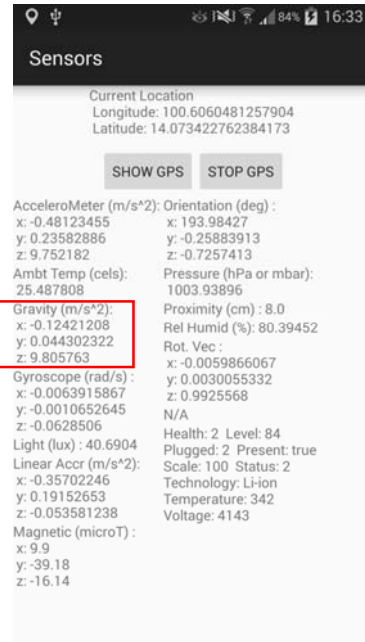 84% 16:33
Sensors
Current Location
Longitude: 100.6060481257904
Latitude: 14.073422762384173
SHOW GPS STOP GPS
AcceleroMeter (m/s^2):
x: -0.48123455
y: 0.23582886
z: 9.752182
Ambt Temp (cels):
25.487808
Gravity (m/s^2):
x: -0.12421208
y: 0.044302322
z: 9.805763
Gyroscope (rad/s) :
x: -0.0063915867
y: -0.0010652645
z: -0.0628506
Light (lux) : 40.6904
Linear Accr (m/s^2):
x: -0.35702246
y: 0.19152653
z: -0.053581238
Magnetic (microT) :
x: 9.9
y: -39.18
z: -16.14
Orientation (deg) :
x: 193.98427
y: -0.25883913
z: -0.7257413
Pressure (hPa or mbar):
1003.93896
Proximity (cm) : 8.0
Rel Humid (%): 80.39452
Rot. Vec :
x: -0.0059866067
y: 0.0030055332
z: 0.9925568
N/A
Health: 2 Level: 84
Plugged: 2 Present: true
Scale: 100 Status: 2
Technology: Li-ion
Temperature: 342
Voltage: 4143